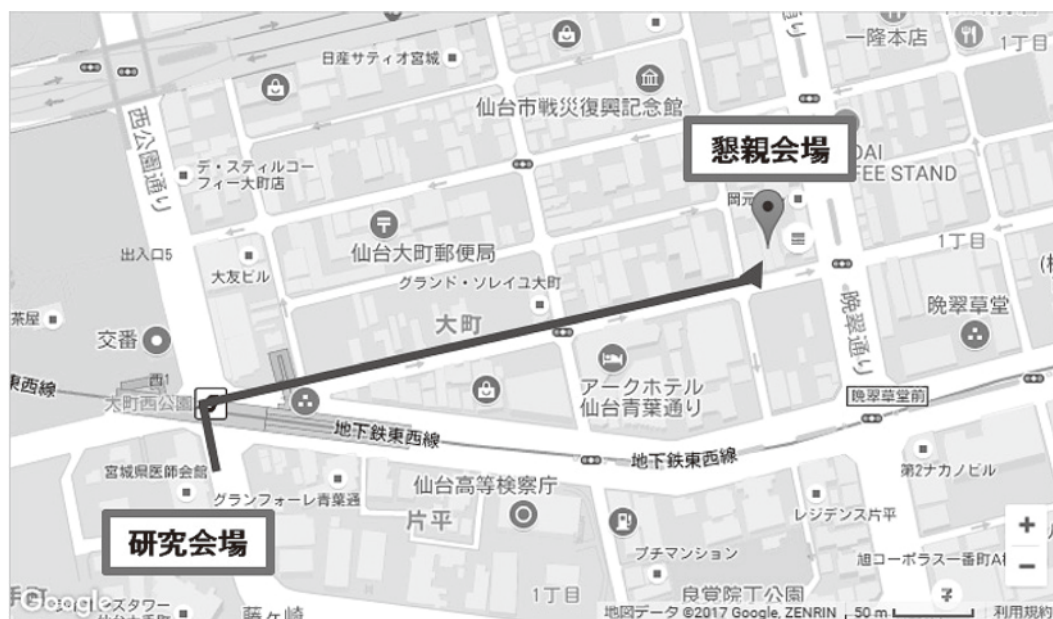 日産サティオ宮城
一隆本店
1丁目
仙台市戦災復興記念館
西公園通り
懇親会場
FEE STAND
デ・スティルコー
フィー大町店
仙台大町郵便局
出入口5
大友ビル
グランド・ソレイユ大町
1丁目
茶屋
大町
晩翠通り
晩翠草堂
交番
西1
東西線
大町西公園
アークホテル
仙台青葉通り
晩翠草堂前
地下鉄東西線
地下鉄東西線
宮城県医師会館
グランフォーレ青葉通
仙台高等検察庁
第2ナカノビル
片平
レジデンス片平
研究会場
プチマンション
旭コーポラス一番町A
+
−
手町
Google
1丁目
良覚院丁公園
藤ヶ崎
地図データ ©2017 Google, ZENRIN
50 m
利用規約